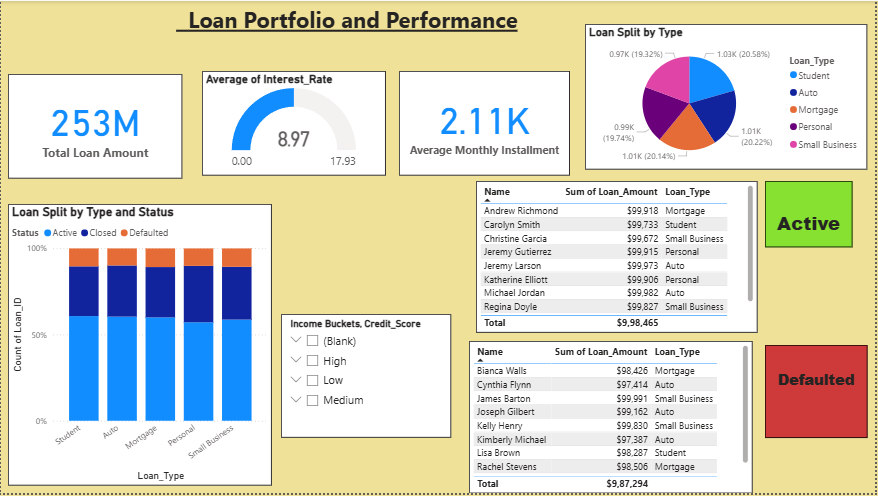 Loan Portfolio and Performance
253M
Total Loan Amount
Average of Interest_Rate
8.97
0.00
17.93
2.11K
Average Monthly Installment
Loan Split by Type
0.97K (19.32%)
1.03K (20.58%)
0.99K
(19.74%)
1.01K
(20.22%)
1.01K (20.14%)
Loan_Type
Student
Auto
Mortgage
Personal
Small Business
Loan Split by Type and Status
Status Active Closed Defaulted
100%
50%
0%
Count of Loan_ID
Student
Auto
Mortgage
Personal
Small Business
Loan_Type
Income Buckets, Credit_Score
(Blank)
High
Low
Medium
Name Sum of Loan_Amount Loan_Type
Andrew Richmond $99,918 Mortgage
Carolyn Smith $99,733 Student
Christine Garcia $99,672 Small Business
Jeremy Gutierrez $99,915 Personal
Jeremy Larson $99,973 Auto
Katherine Elliott $99,906 Personal
Michael Jordan $99,982 Auto
Regina Doyle $99,827 Small Business
Total $9,98,465
Active
Name Sum of Loan_Amount Loan_Type
Bianca Walls $98,426 Mortgage
Cynthia Flynn $97,414 Auto
James Barton $99,991 Small Business
Joseph Gilbert $99,162 Auto
Kelly Henry $99,830 Small Business
Kimberly Michael $97,387 Auto
Lisa Brown $98,287 Student
Rachel Stevens $98,506 Mortgage
Total $9,87,294
Defaulted